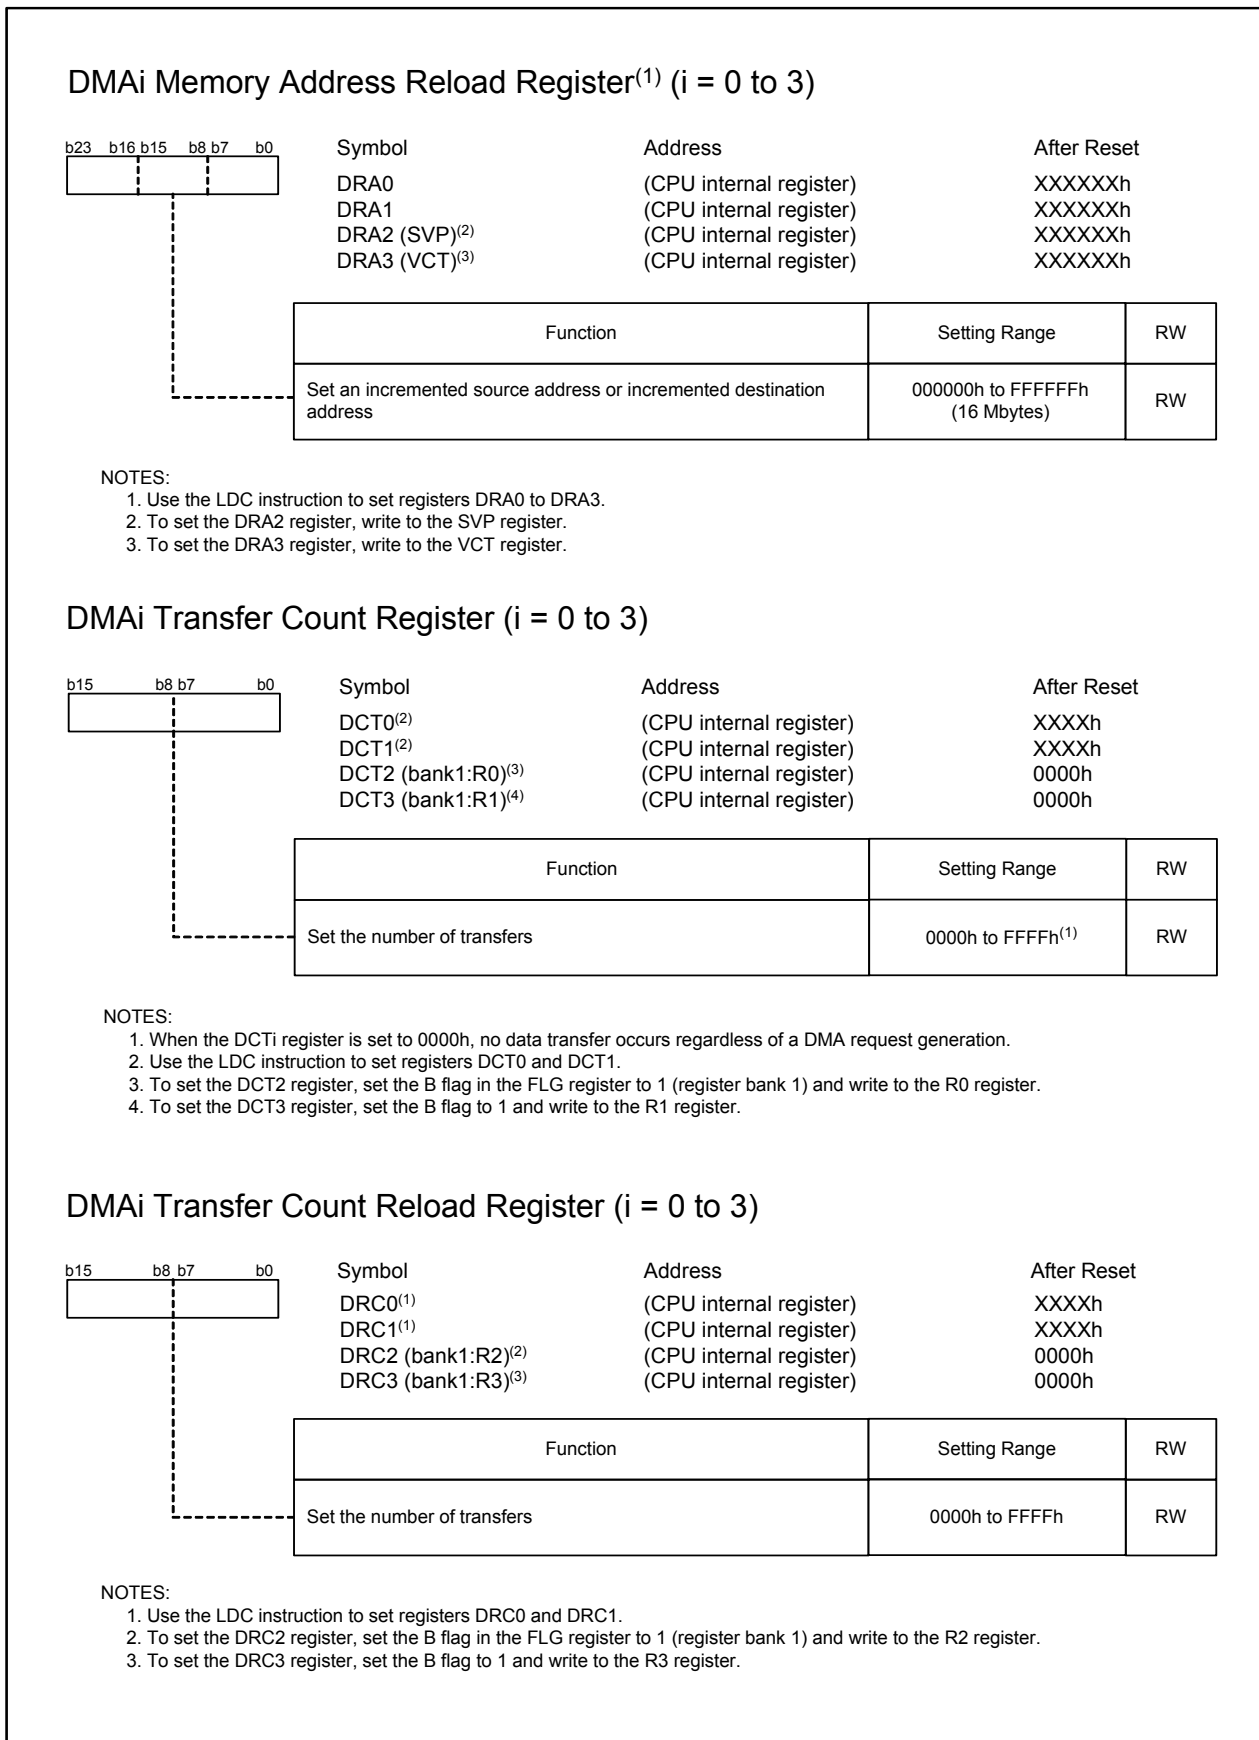 DMAi Memory Address Reload Register(1) (i = 0 to 3)
b23 b16 b15 b8 b7 b0
Symbol Address After Reset
DRA0 (CPU internal register) XXXXXXh
DRA1 (CPU internal register) XXXXXXh
DRA2 (SVP)(2) (CPU internal register) XXXXXXh
DRA3 (VCT)(3) (CPU internal register) XXXXXXh
Function Setting Range RW
Set an incremented source address or incremented destination address 000000h to FFFFFFh (16 Mbytes) RW
NOTES:
1. Use the LDC instruction to set registers DRA0 to DRA3.
2. To set the DRA2 register, write to the SVP register.
3. To set the DRA3 register, write to the VCT register.
DMAi Transfer Count Register (i = 0 to 3)
b15 b8 b7 b0
Symbol Address After Reset
DCT0(2) (CPU internal register) XXXXh
DCT1(2) (CPU internal register) XXXXh
DCT2 (bank1:R0)(3) (CPU internal register) 0000h
DCT3 (bank1:R1)(4) (CPU internal register) 0000h
Function Setting Range RW
Set the number of transfers 0000h to FFFFh(1) RW
NOTES:
1. When the DCTi register is set to 0000h, no data transfer occurs regardless of a DMA request generation.
2. Use the LDC instruction to set registers DCT0 and DCT1.
3. To set the DCT2 register, set the B flag in the FLG register to 1 (register bank 1) and write to the R0 register.
4. To set the DCT3 register, set the B flag to 1 and write to the R1 register.
DMAi Transfer Count Reload Register (i = 0 to 3)
b15 b8 b7 b0
Symbol Address After Reset
DRC0(1) (CPU internal register) XXXXh
DRC1(1) (CPU internal register) XXXXh
DRC2 (bank1:R2)(2) (CPU internal register) 0000h
DRC3 (bank1:R3)(3) (CPU internal register) 0000h
Function Setting Range RW
Set the number of transfers 0000h to FFFFh RW
NOTES:
1. Use the LDC instruction to set registers DRC0 and DRC1.
2. To set the DRC2 register, set the B flag in the FLG register to 1 (register bank 1) and write to the R2 register.
3. To set the DRC3 register, set the B flag to 1 and write to the R3 register.